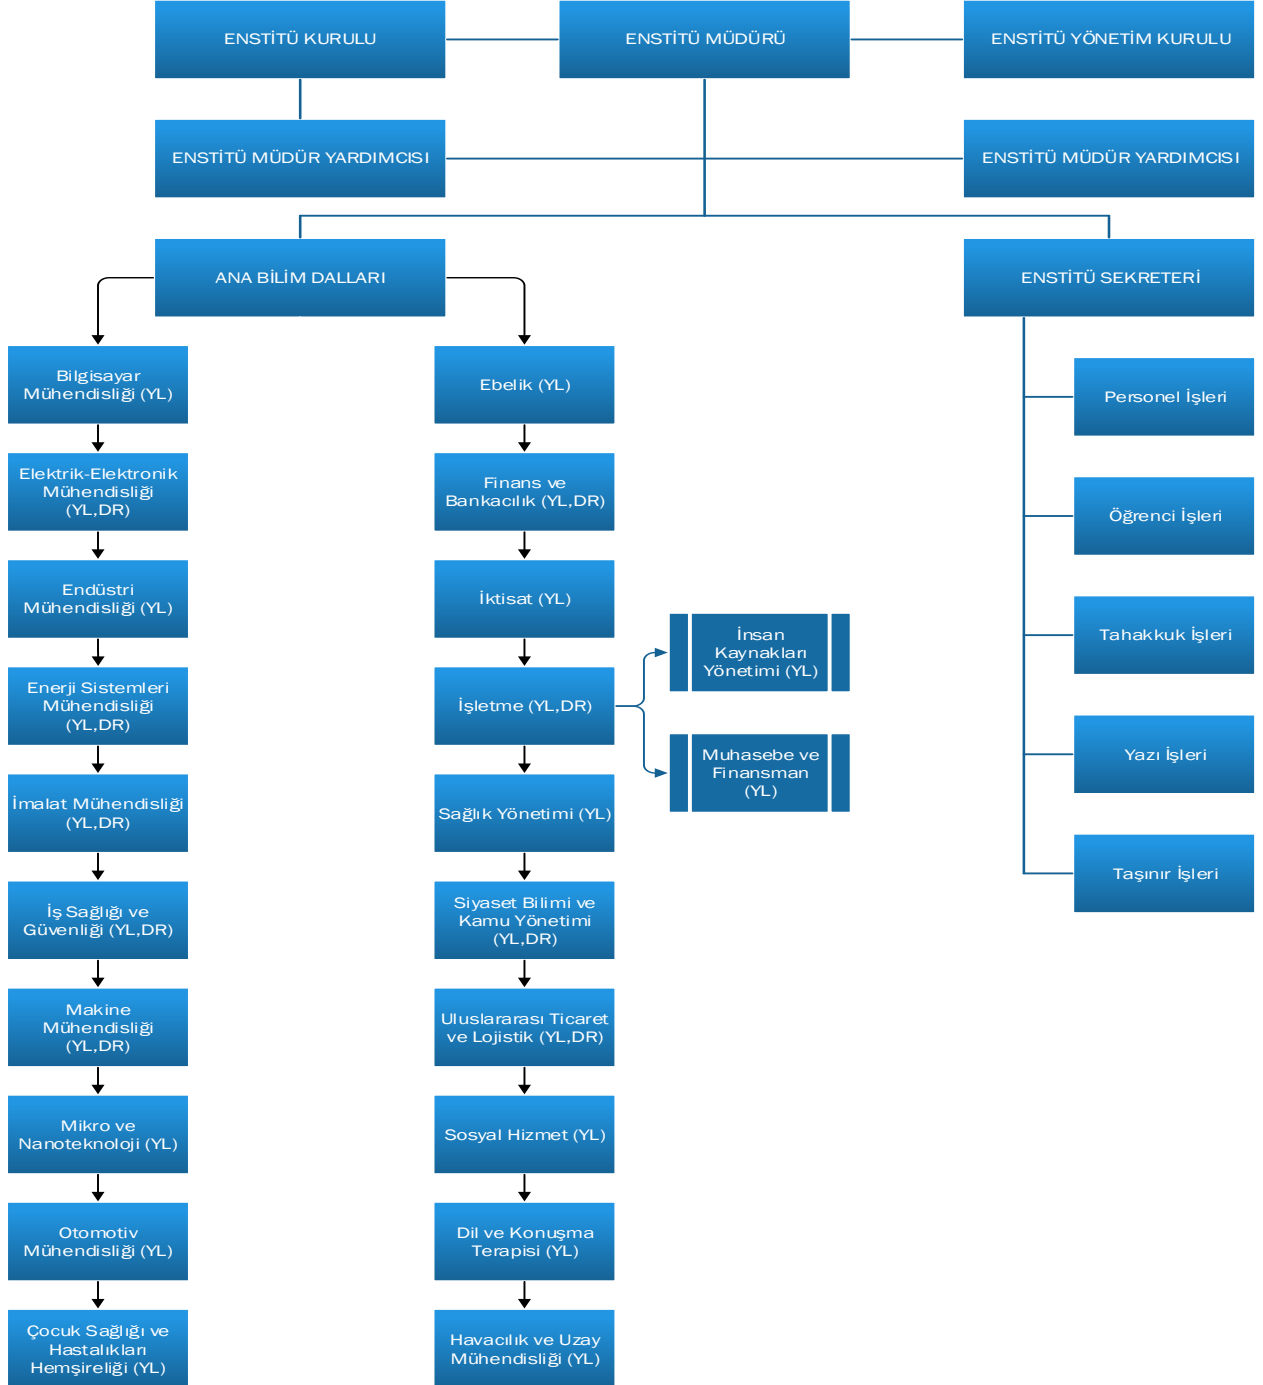 ENSTİTÜ KURULU
ENSTİTÜ MÜDÜRÜ
ENSTİTÜ YÖNETİM KURULU
ENSTİTÜ MÜDÜR YARDIMCISI
ENSTİTÜ MÜDÜR YARDIMCISI
ANA BİLİM DALLARI
ENSTİTÜ SEKRETERİ
Bilgisayar
Mühendisliği (YL)
Elektrik-Elektronik
Mühendisliği
(YL,DR)
Endüstri
Mühendisliği (YL)
Enerji Sistemleri
Mühendisliği
(YL,DR)
İmalat Mühendisliği
(YL,DR)
İş Sağlığı ve
Güvenliği (YL,DR)
Makine
Mühendisliği
(YL,DR)
Mikro ve
Nanoteknoloji (YL)
Otomotiv
Mühendisliği (YL)
Çocuk Sağlığı ve
Hastalıkları
Hemşireliği (YL)
Ebelik (YL)
Finans ve
Bankacılık (YL,DR)
İktisat (YL)
İşletme (YL,DR)
Sağlık Yönetimi (YL)
Siyaset Bilimi ve
Kamu Yönetimi
(YL,DR)
Uluslararası Ticaret
ve Lojistik (YL,DR)
Sosyal Hizmet (YL)
Dil ve Konuşma
Terapisi (YL)
Havacılık ve Uzay
Mühendisliği (YL)
İnsan
Kaynakları
Yönetimi (YL)
Muhasebe ve
Finansman
(YL)
Personel İşleri
Öğrenci İşleri
Tahakkuk İşleri
Yazı İşleri
Taşınır İşleri